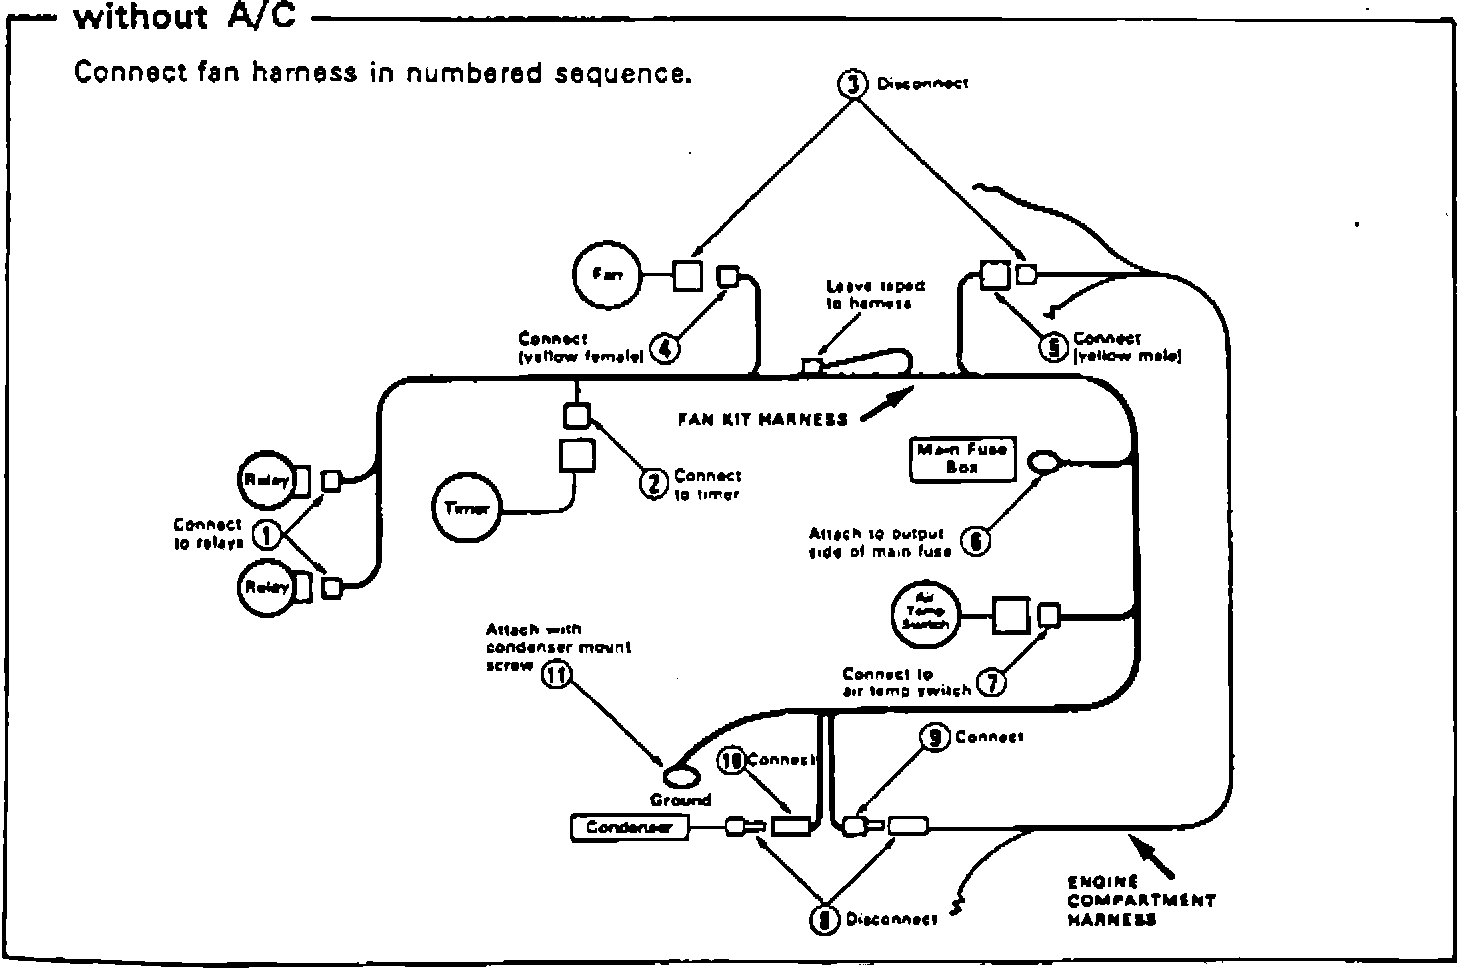 without A/C
Connect fan harness in numbered sequence.
3 Disconnect
Fan
Leave taped
to harness
Connect
(yellow female)
4
5
Connect
(yellow male)
FAN KIT HARNESS
Main Fuse
Box
Relay
2
Connect
to timer
Timer
Connect
to relays
1
Attach to output
side of main fuse
6
Relay
Air
Temp
Switch
Attach with
condenser mount
screw
11
Connect to
air temp switch
7
9 Connect
10 Connect
Ground
Condenser
8 Disconnect
ENGINE
COMPARTMENT
HARNESS